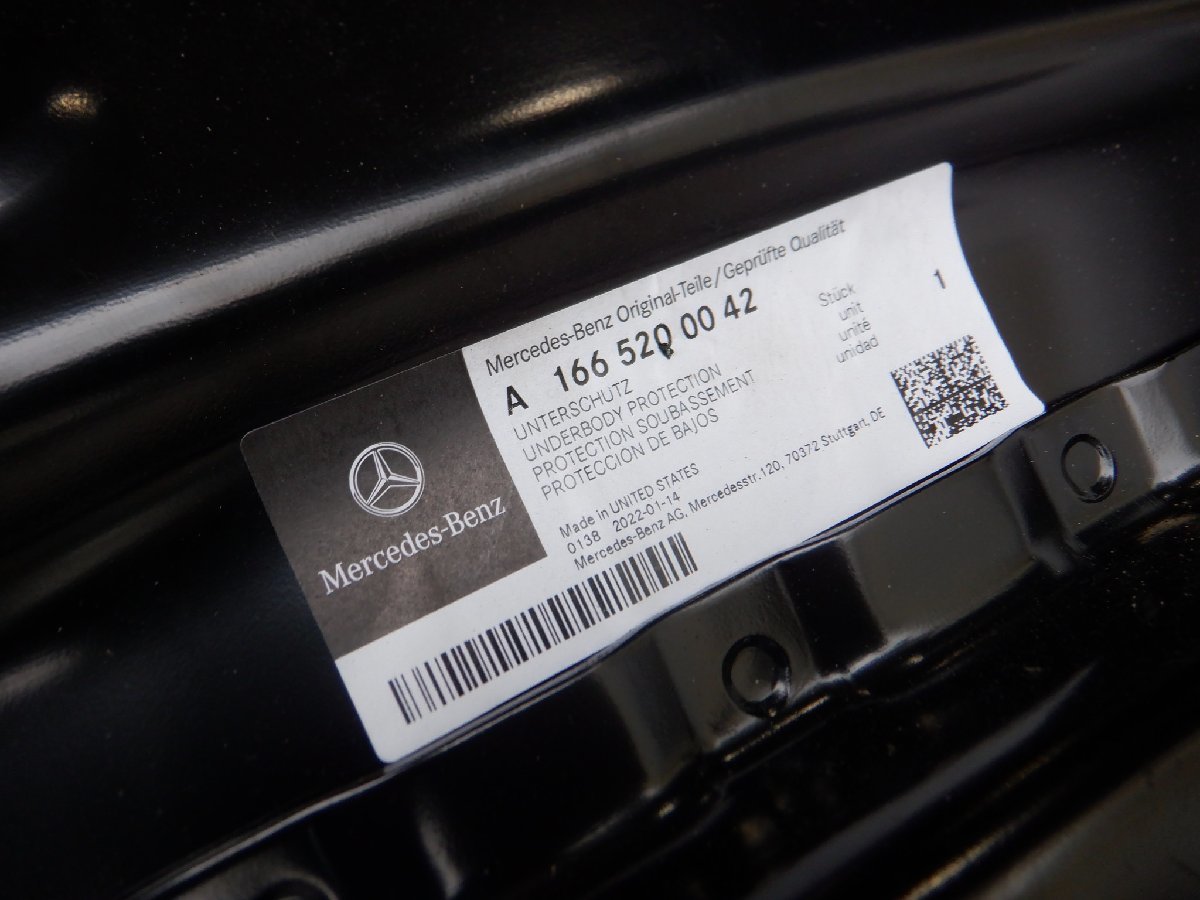 Mercedes-Benz
Mercedes-Benz Original-Teile / Geprüfte Qualität
A 166 520 00 42
UNTERSCHUTZ
UNDERBODY PROTECTION
PROTECTION SOUBASSEMENT
PROTECCION DE BAJOS
Stück 1
unit
unité
unidad
Made in UNITED STATES
0138 2022-01-14
Mercedes-Benz AG, Mercedesstr.120, 70372 Stuttgart, DE